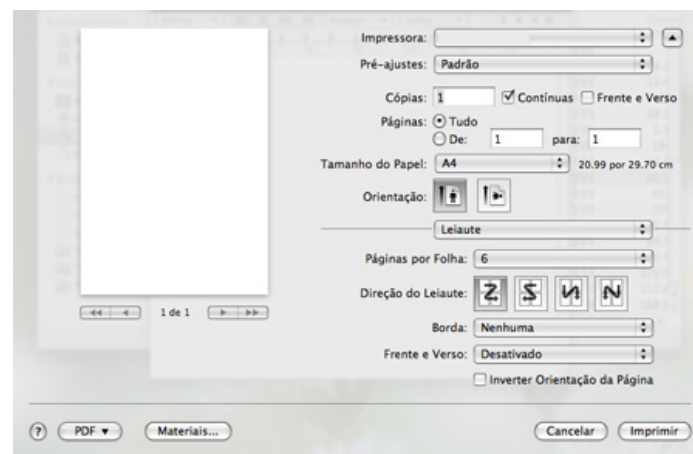 Impressora:
Pré-ajustes: Padrão
Cópias: 1 Contínuas Frente e Verso
Páginas: Tudo
De: 1 para: 1
Tamanho do Papel: A4 20.99 por 29.70 cm
Orientação:
Leiaute
Páginas por Folha: 6
Direção do Leiaute:
1 de 1
Borda: Nenhuma
Frente e Verso: Desativado
Inverter Orientação da Página
? PDF Materiais... Cancelar Imprimir